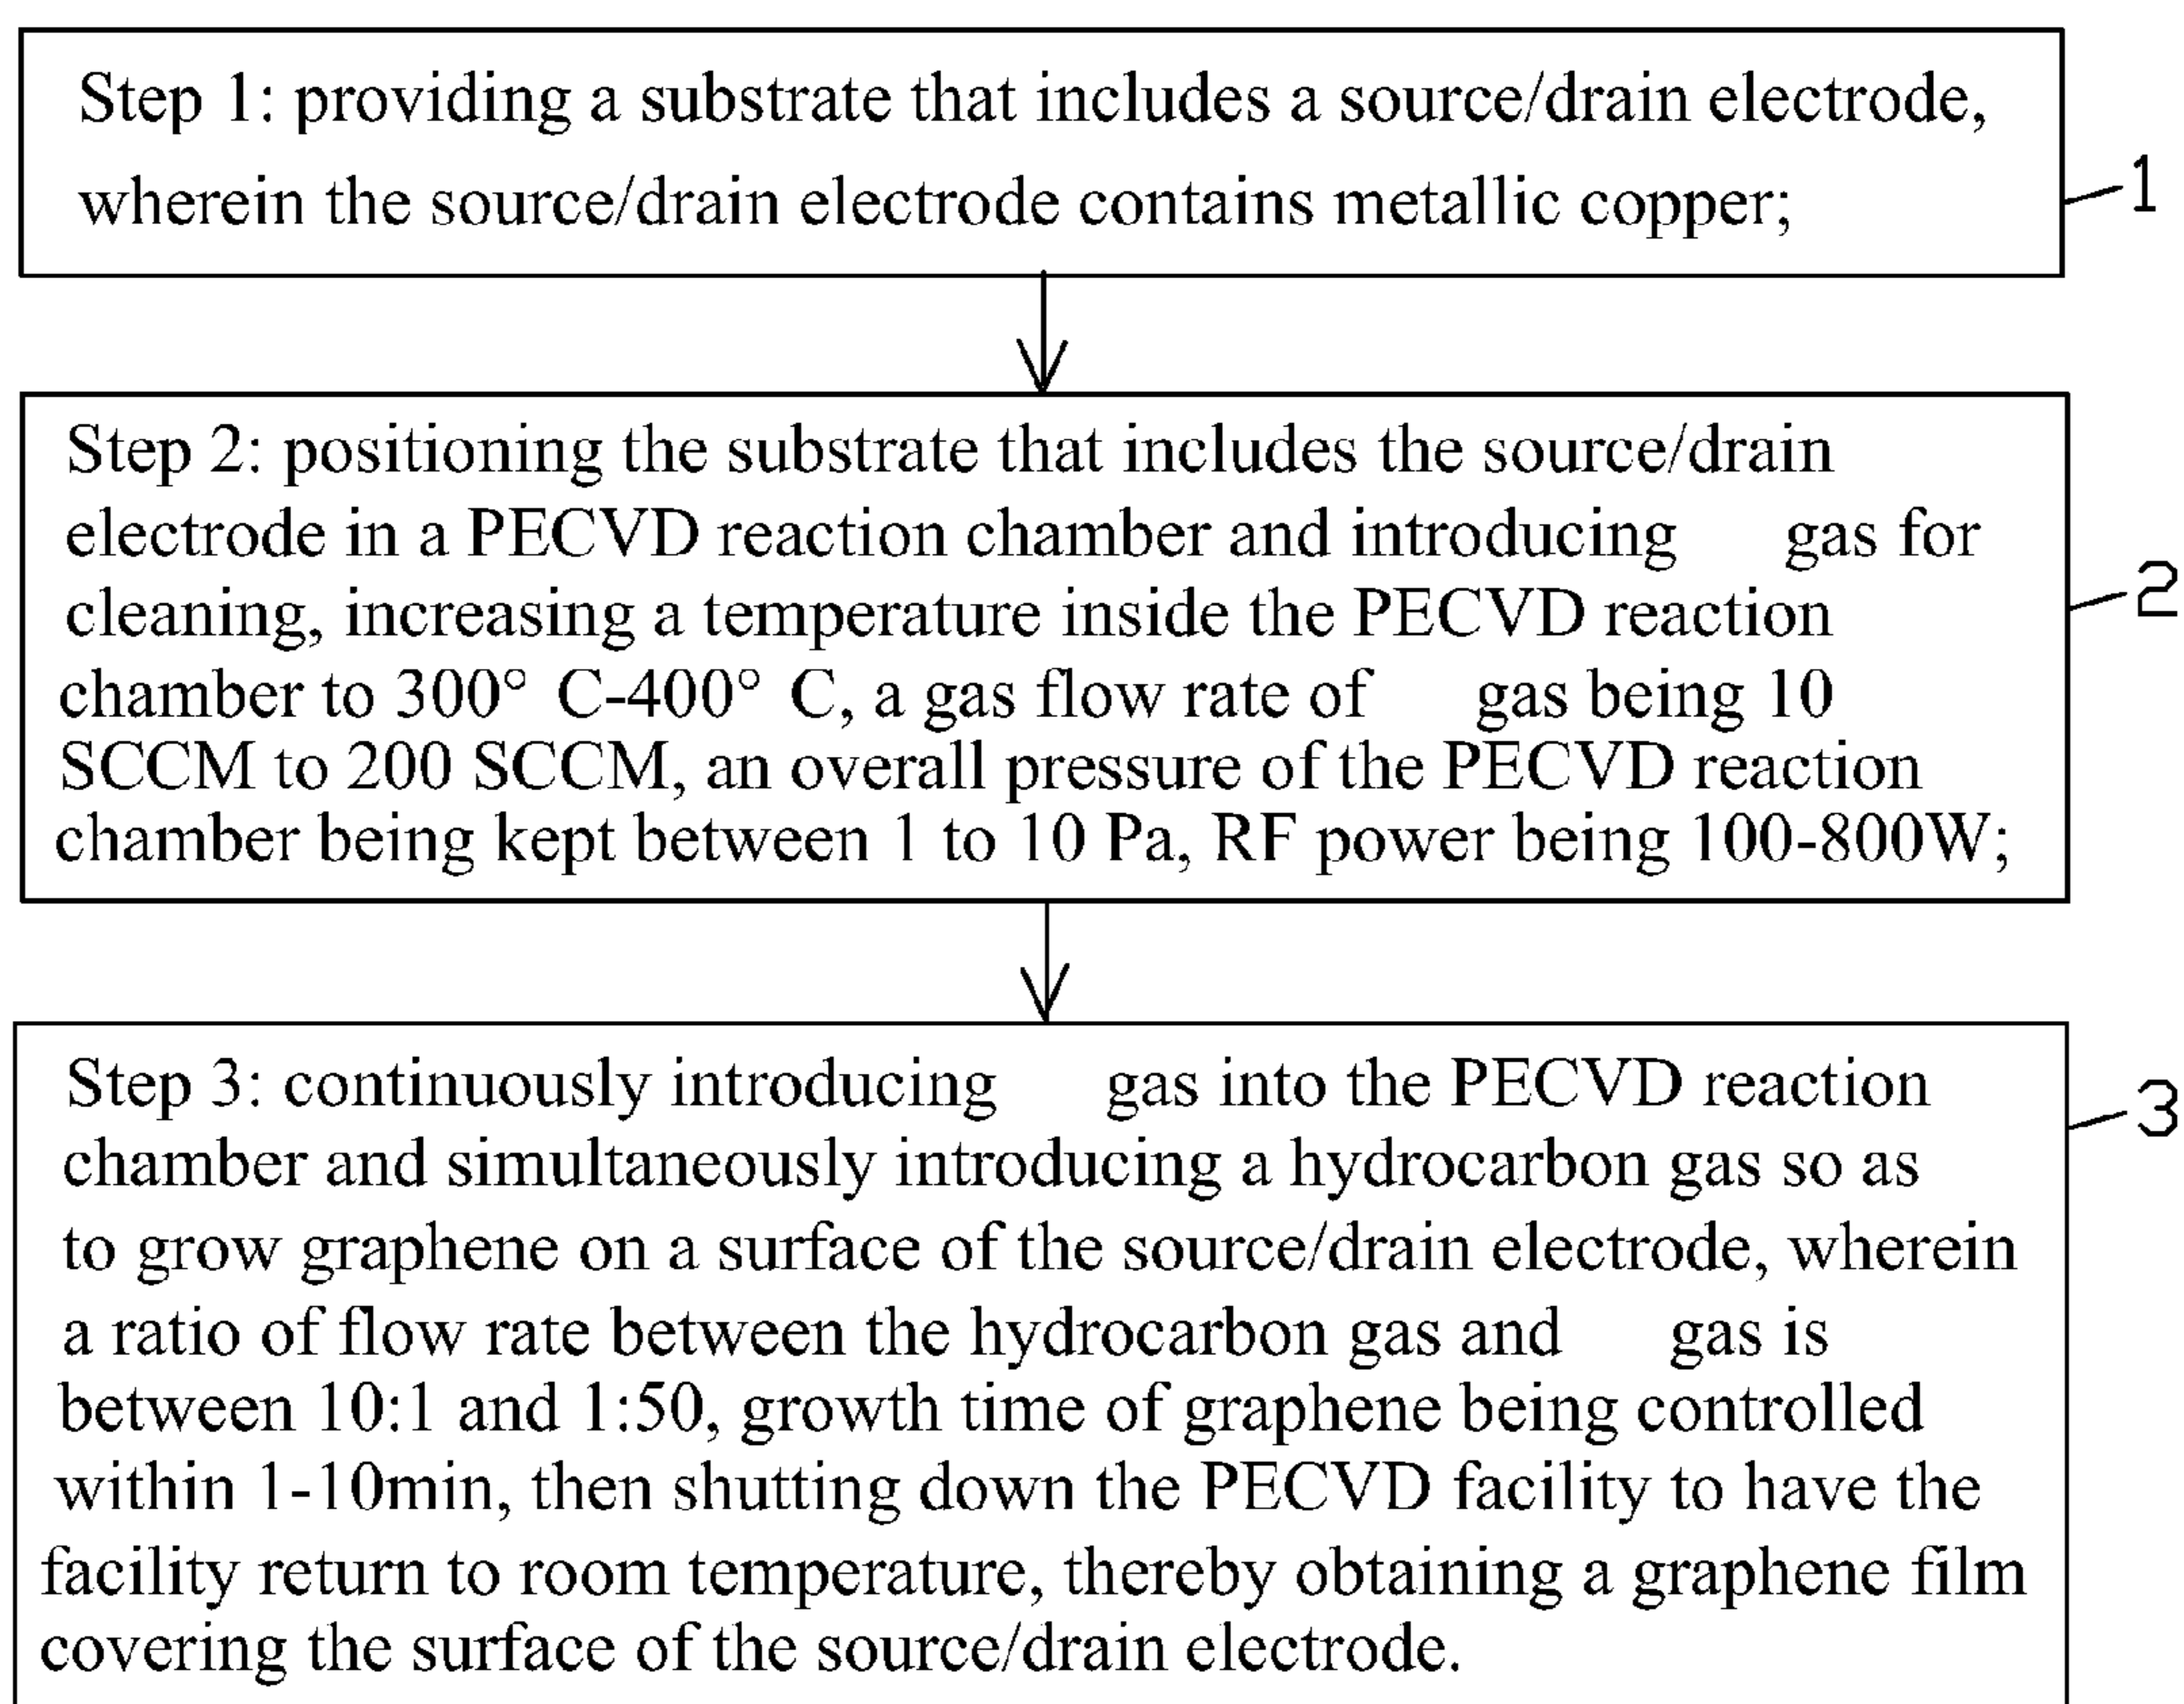 Step 1: providing a substrate that includes a source/drain electrode,
wherein the source/drain electrode contains metallic copper;
1
Step 2: positioning the substrate that includes the source/drain
electrode in a PECVD reaction chamber and introducing gas for
cleaning, increasing a temperature inside the PECVD reaction
chamber to 300° C-400° C, a gas flow rate of gas being 10
SCCM to 200 SCCM, an overall pressure of the PECVD reaction
chamber being kept between 1 to 10 Pa, RF power being 100-800W;
2
Step 3: continuously introducing gas into the PECVD reaction
chamber and simultaneously introducing a hydrocarbon gas so as
to grow graphene on a surface of the source/drain electrode, wherein
a ratio of flow rate between the hydrocarbon gas and gas is
between 10:1 and 1:50, growth time of graphene being controlled
within 1-10min, then shutting down the PECVD facility to have the
facility return to room temperature, thereby obtaining a graphene film
covering the surface of the source/drain electrode.
3